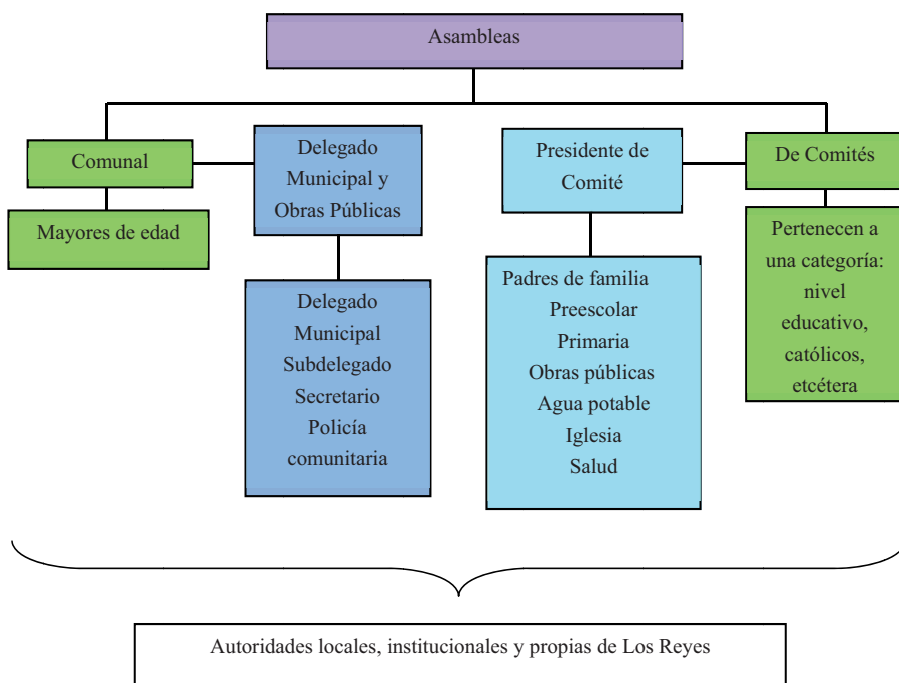 Asambleas
Comunal
Mayores de edad
Delegado
Municipal y
Obras Públicas
Delegado
Municipal
Subdelegado
Secretario
Policía
comunitaria
Presidente de
Comité
Padres de familia
Preescolar
Primaria
Obras públicas
Agua potable
Iglesia
Salud
De Comités
Pertenecen a
una categoría:
nivel
educativo,
católicos,
etcétera
Autoridades locales, institucionales y propias de Los Reyes